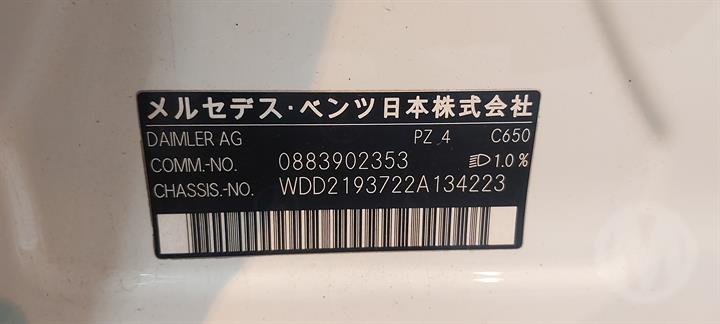 メルセデス・ベンツ日本株式会社
DAIMLER AG PZ 4 C650
COMM.-NO. 0883902353 1.0 %
CHASSIS.-NO. WDD2193722A134223